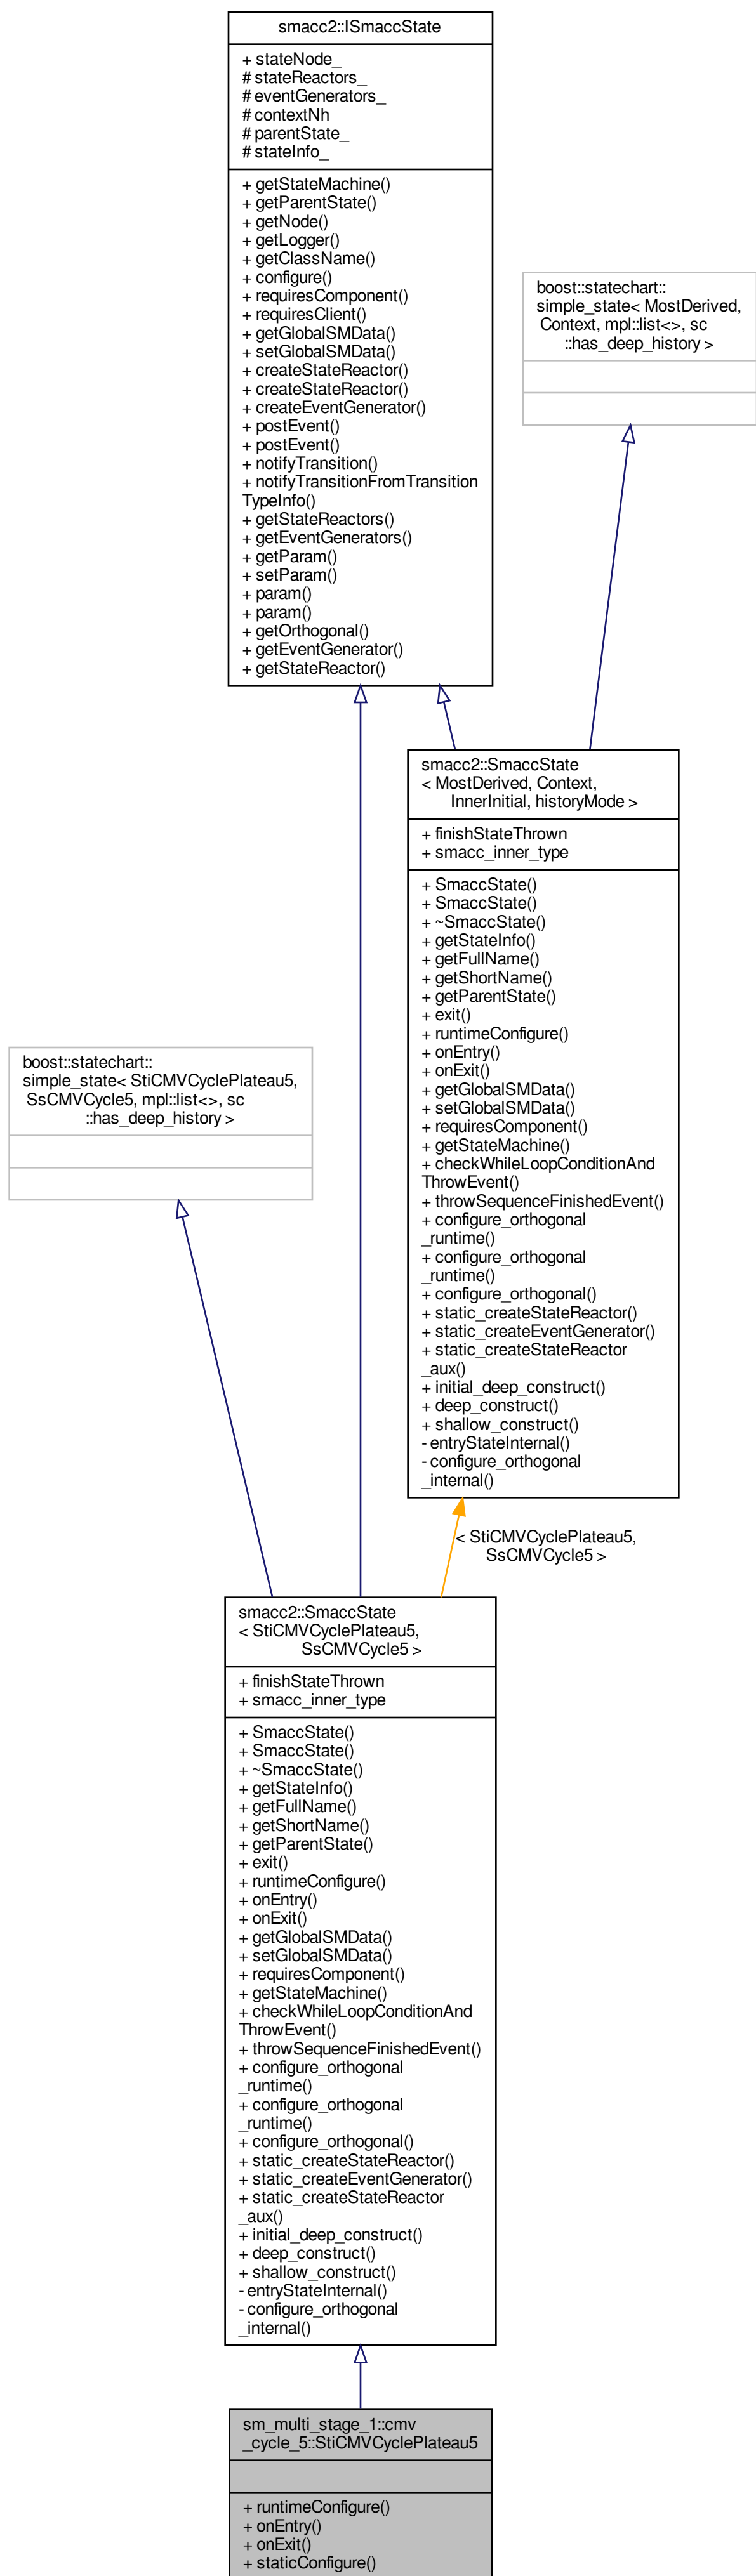 smacc2::ISmaccState
+ stateNode_
# stateReactors_
# eventGenerators_
# contextNh
# parentState_
# stateInfo_
+ getStateMachine()
+ getParentState()
+ getNode()
+ getLogger()
+ getClassName()
+ configure()
+ requiresComponent()
+ requiresClient()
+ getGlobalSMData()
+ setGlobalSMData()
+ createStateReactor()
+ createStateReactor()
+ createEventGenerator()
+ postEvent()
+ postEvent()
+ notifyTransition()
+ notifyTransitionFromTransition
TypeInfo()
+ getStateReactors()
+ getEventGenerators()
+ getParam()
+ setParam()
+ param()
+ param()
+ getOrthogonal()
+ getEventGenerator()
+ getStateReactor()
boost::statechart::
simple_state< MostDerived,
Context, mpl::list<>, sc
::has_deep_history >
smacc2::SmaccState
< MostDerived, Context,
InnerInitial, historyMode >
+ finishStateThrown
+ smacc_inner_type
+ SmaccState()
+ SmaccState()
+ ~SmaccState()
+ getStateInfo()
+ getFullName()
+ getShortName()
+ getParentState()
+ exit()
+ runtimeConfigure()
+ onEntry()
+ onExit()
+ getGlobalSMData()
+ setGlobalSMData()
+ requiresComponent()
+ getStateMachine()
+ checkWhileLoopConditionAnd
ThrowEvent()
+ throwSequenceFinishedEvent()
+ configure_orthogonal
_runtime()
+ configure_orthogonal
_runtime()
+ configure_orthogonal()
+ static_createStateReactor()
+ static_createEventGenerator()
+ static_createStateReactor
_aux()
+ initial_deep_construct()
+ deep_construct()
+ shallow_construct()
- entryStateInternal()
- configure_orthogonal
_internal()
boost::statechart::
simple_state< StiCMVCyclePlateau5,
SsCMVCycle5, mpl::list<>, sc
::has_deep_history >
< StiCMVCyclePlateau5,
SsCMVCycle5 >
smacc2::SmaccState
< StiCMVCyclePlateau5,
SsCMVCycle5 >
+ finishStateThrown
+ smacc_inner_type
+ SmaccState()
+ SmaccState()
+ ~SmaccState()
+ getStateInfo()
+ getFullName()
+ getShortName()
+ getParentState()
+ exit()
+ runtimeConfigure()
+ onEntry()
+ onExit()
+ getGlobalSMData()
+ setGlobalSMData()
+ requiresComponent()
+ getStateMachine()
+ checkWhileLoopConditionAnd
ThrowEvent()
+ throwSequenceFinishedEvent()
+ configure_orthogonal
_runtime()
+ configure_orthogonal
_runtime()
+ configure_orthogonal()
+ static_createStateReactor()
+ static_createEventGenerator()
+ static_createStateReactor
_aux()
+ initial_deep_construct()
+ deep_construct()
+ shallow_construct()
- entryStateInternal()
- configure_orthogonal
_internal()
sm_multi_stage_1::cmv
_cycle_5::StiCMVCyclePlateau5
+ runtimeConfigure()
+ onEntry()
+ onExit()
+ staticConfigure()